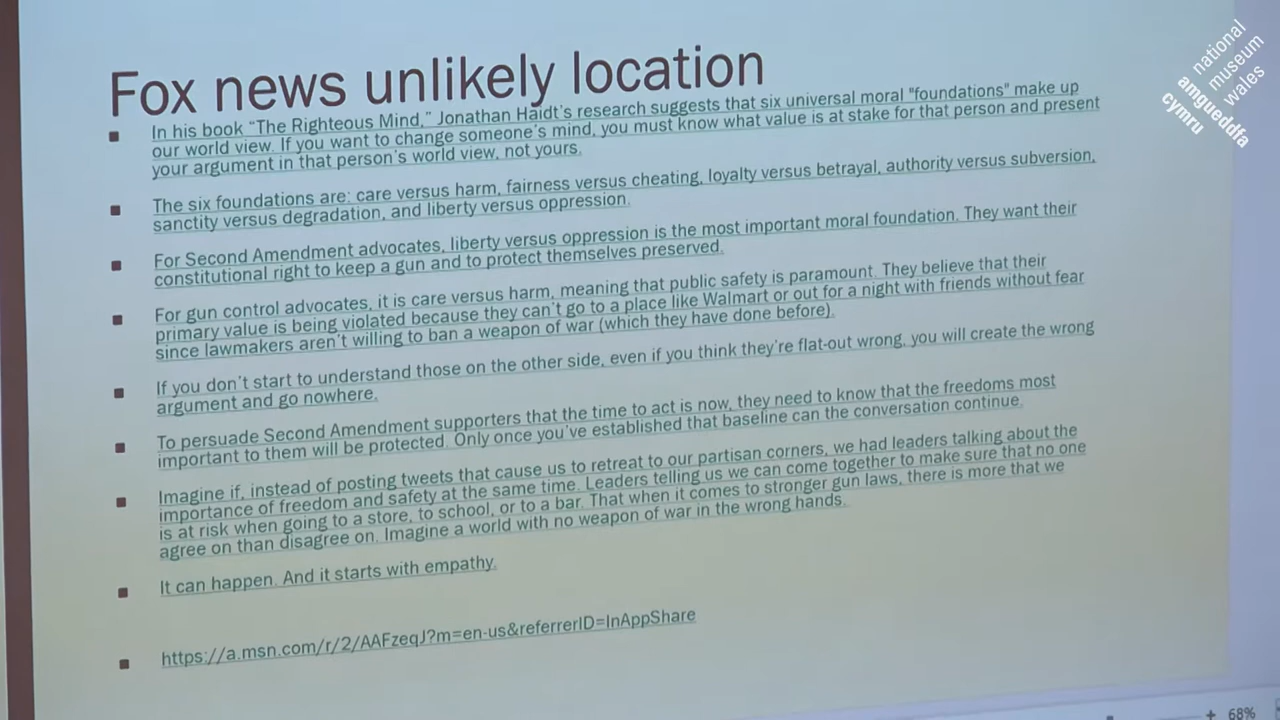 Fox news unlikely location
In his book “The Righteous Mind,” Jonathan Haidt’s research suggests that six universal moral "foundations" make up
our world view. If you want to change someone’s mind, you must know what value is at stake for that person and present
your argument in that person’s world view, not yours.
The six foundations are: care versus harm, fairness versus cheating, loyalty versus betrayal, authority versus subversion,
sanctity versus degradation, and liberty versus oppression.
For Second Amendment advocates, liberty versus oppression is the most important moral foundation. They want their
constitutional right to keep a gun and to protect themselves preserved.
For gun control advocates, it is care versus harm, meaning that public safety is paramount. They believe that their
primary value is being violated because they can’t go to a place like Walmart or out for a night with friends without fear
since lawmakers aren’t willing to ban a weapon of war (which they have done before).
If you don’t start to understand those on the other side, even if you think they’re flat-out wrong, you will create the wrong
argument and go nowhere.
To persuade Second Amendment supporters that the time to act is now, they need to know that the freedoms most
important to them will be protected. Only once you’ve established that baseline can the conversation continue.
Imagine if, instead of posting tweets that cause us to retreat to our partisan corners, we had leaders talking about the
importance of freedom and safety at the same time. Leaders telling us we can come together to make sure that no one
is at risk when going to a store, to school, or to a bar. That when it comes to stronger gun laws, there is more that we
agree on than disagree on. Imagine a world with no weapon of war in the wrong hands.
It can happen. And it starts with empathy.
https://a.msn.com/r/2/AAFzeqJ?m=en-us&referrerID=InAppShare
national
museum
wales
amgueddfa
cymru
68%